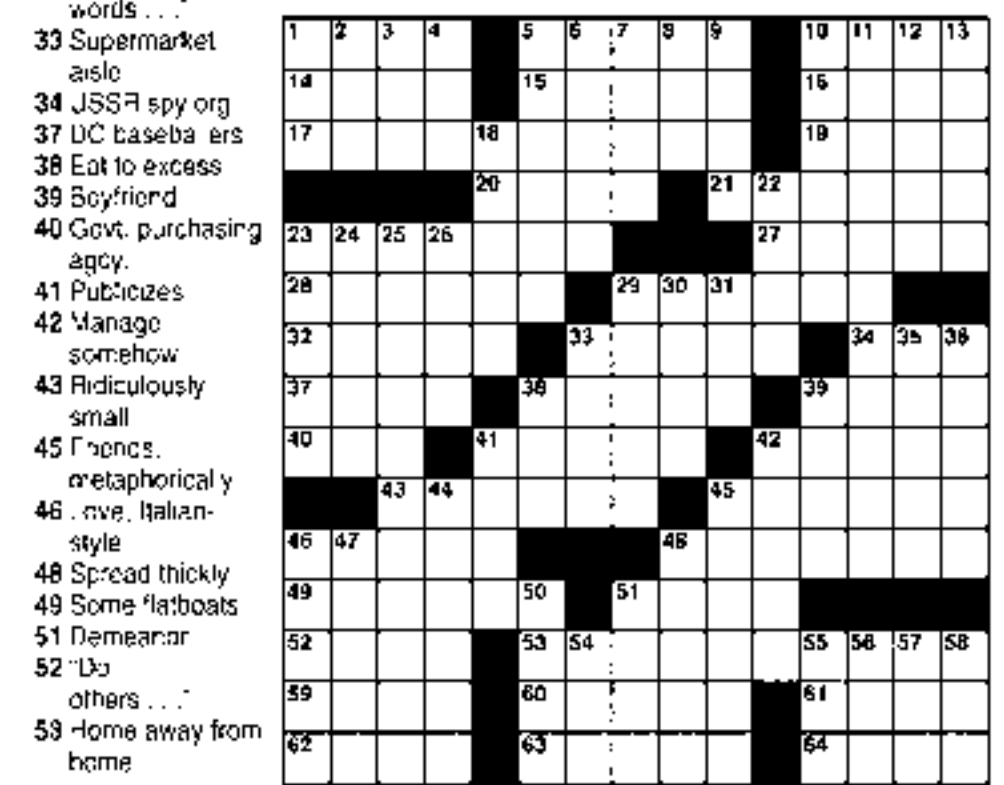 words . . ."
33 Supermarket
aisle
34 USSR spy org
37 DC baseballers
38 Eat to excess
39 Boyfriend
40 Govt. purchasing
agcy.
41 Publicizes
42 Manage
somehow
43 Ridiculously
small
45 Friends,
metaphorically
46 Love, Italian-
style
48 Spread thickly
49 Some flatboats
51 Demeanor
52 "Do
others . . ."
53 Home away from
home
1 2 3 4 5 6 7 8 9 10 11 12 13
14 15 16
17 18 19
20 21 22
23 24 25 26 27
28 29 30 31
32 33 34 35 36
37 38 39
40 41 42
43 44 45
46 47 48
49 50 51
52 53 54 55 56 57 58
59 60 61
62 63 64